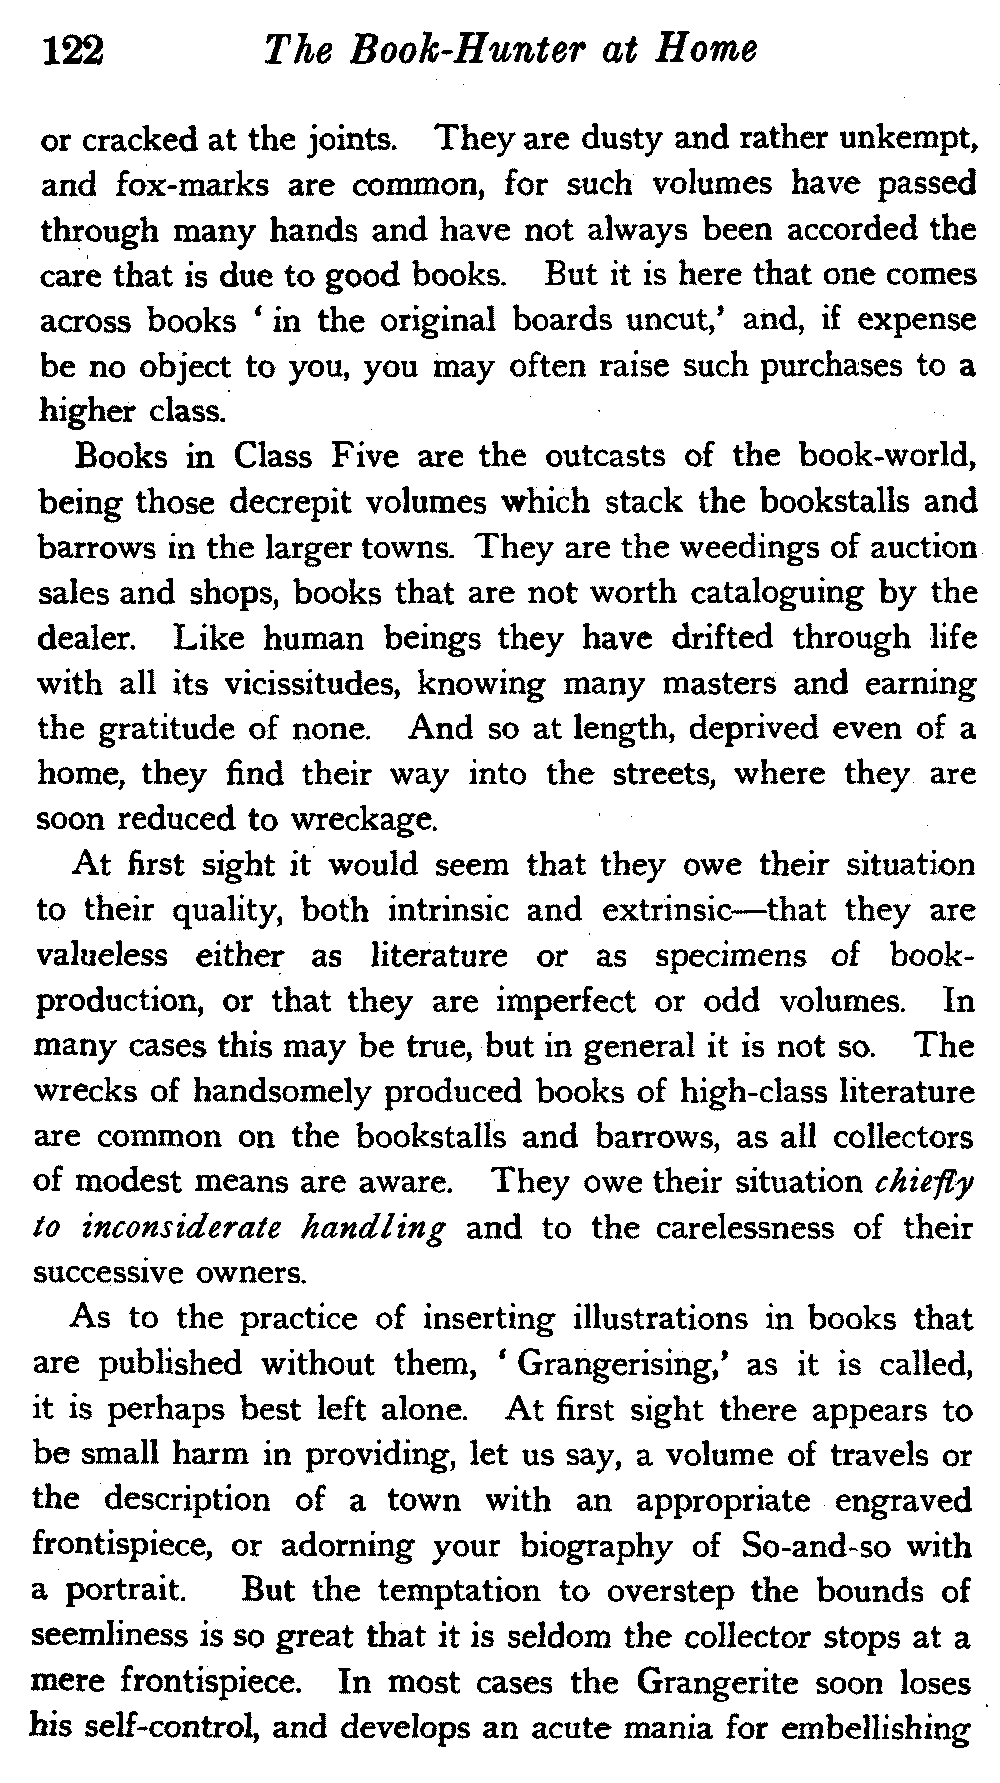 122 The Book-Hunter at Home
or cracked at the joints. They are dusty and rather unkempt,
and fox-marks are common, for such volumes have passed
through many hands and have not always been accorded the
care that is due to good books. But it is here that one comes
across books ‘ in the original boards uncut,’ and, if expense
be no object to you, you may often raise such purchases to a
higher class.
Books in Class Five are the outcasts of the book-world,
being those decrepit volumes which stack the bookstalls and
barrows in the larger towns. They are the weedings of auction
sales and shops, books that are not worth cataloguing by the
dealer. Like human beings they have drifted through life
with all its vicissitudes, knowing many masters and earning
the gratitude of none. And so at length, deprived even of a
home, they find their way into the streets, where they are
soon reduced to wreckage.
At first sight it would seem that they owe their situation
to their quality, both intrinsic and extrinsic—that they are
valueless either as literature or as specimens of book-
production, or that they are imperfect or odd volumes. In
many cases this may be true, but in general it is not so. The
wrecks of handsomely produced books of high-class literature
are common on the bookstalls and barrows, as all collectors
of modest means are aware. They owe their situation chiefly
to inconsiderate handling and to the carelessness of their
successive owners.
As to the practice of inserting illustrations in books that
are published without them, ‘ Grangerising,’ as it is called,
it is perhaps best left alone. At first sight there appears to
be small harm in providing, let us say, a volume of travels or
the description of a town with an appropriate engraved
frontispiece, or adorning your biography of So-and-so with
a portrait. But the temptation to overstep the bounds of
seemliness is so great that it is seldom the collector stops at a
mere frontispiece. In most cases the Grangerite soon loses
his self-control, and develops an acute mania for embellishing